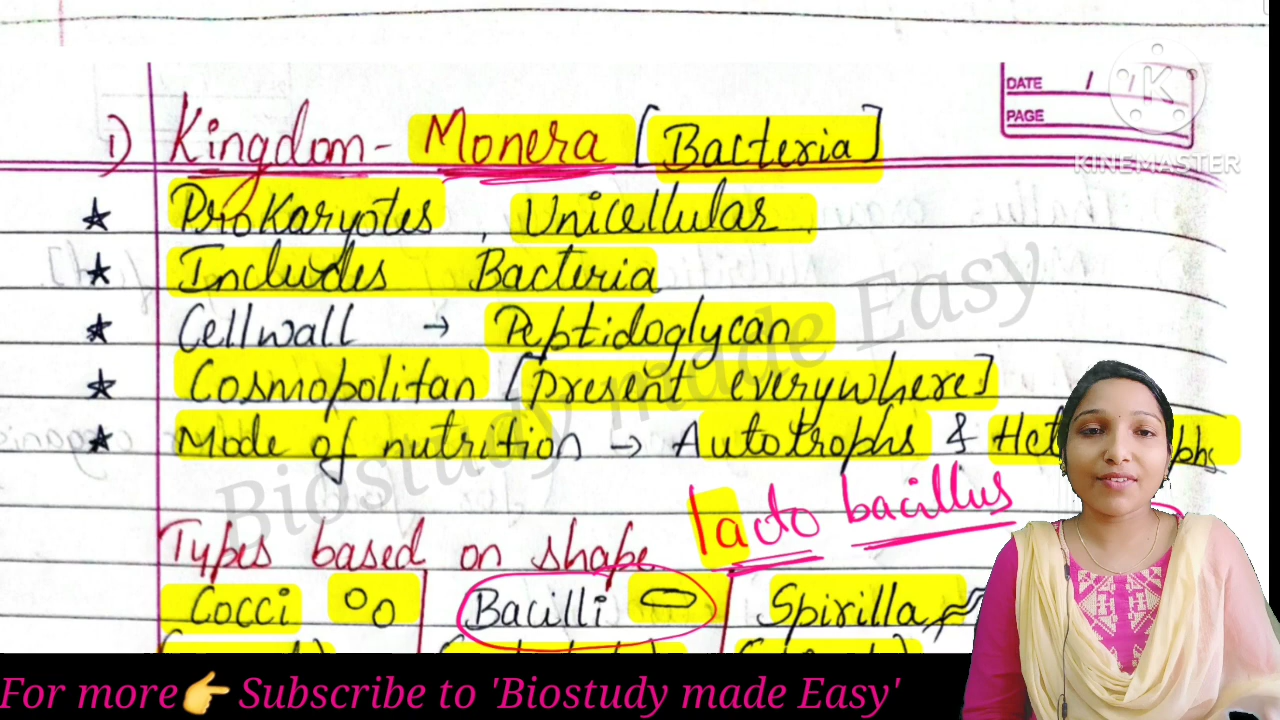 DATE / /
PAGE
KINEMASTER
1) Kingdom - Monera [Bacteria]
★ Prokaryotes, Unicellular
★ Includes Bacteria
★ Cellwall → Peptidoglycan
★ Cosmopolitan [Present everywhere]
★ Mode of nutrition → Autotrophs &
lacto bacillus
Types based on shape
Cocci Bacilli Spirilla
Biostudy made Easy
For more👉Subscribe to 'Biostudy made Easy'